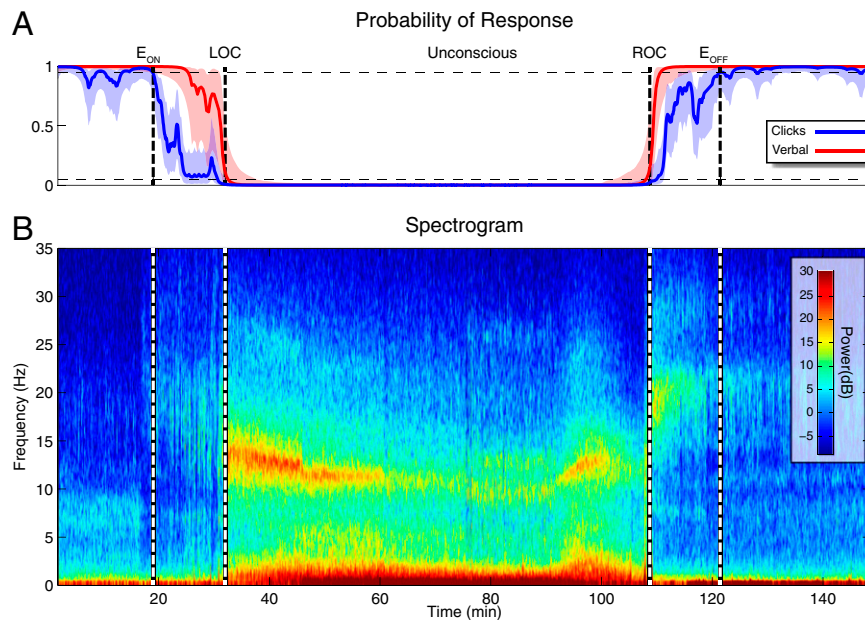 A
Probability of Response
E_ON
LOC
Unconscious
ROC
E_OFF
1
0.5
0
Clicks
Verbal
B
Spectrogram
35
30
25
20
15
10
5
0
Frequency (Hz)
30
25
20
15
10
5
0
−5
Power(dB)
20
40
60
80
100
120
140
Time (min)